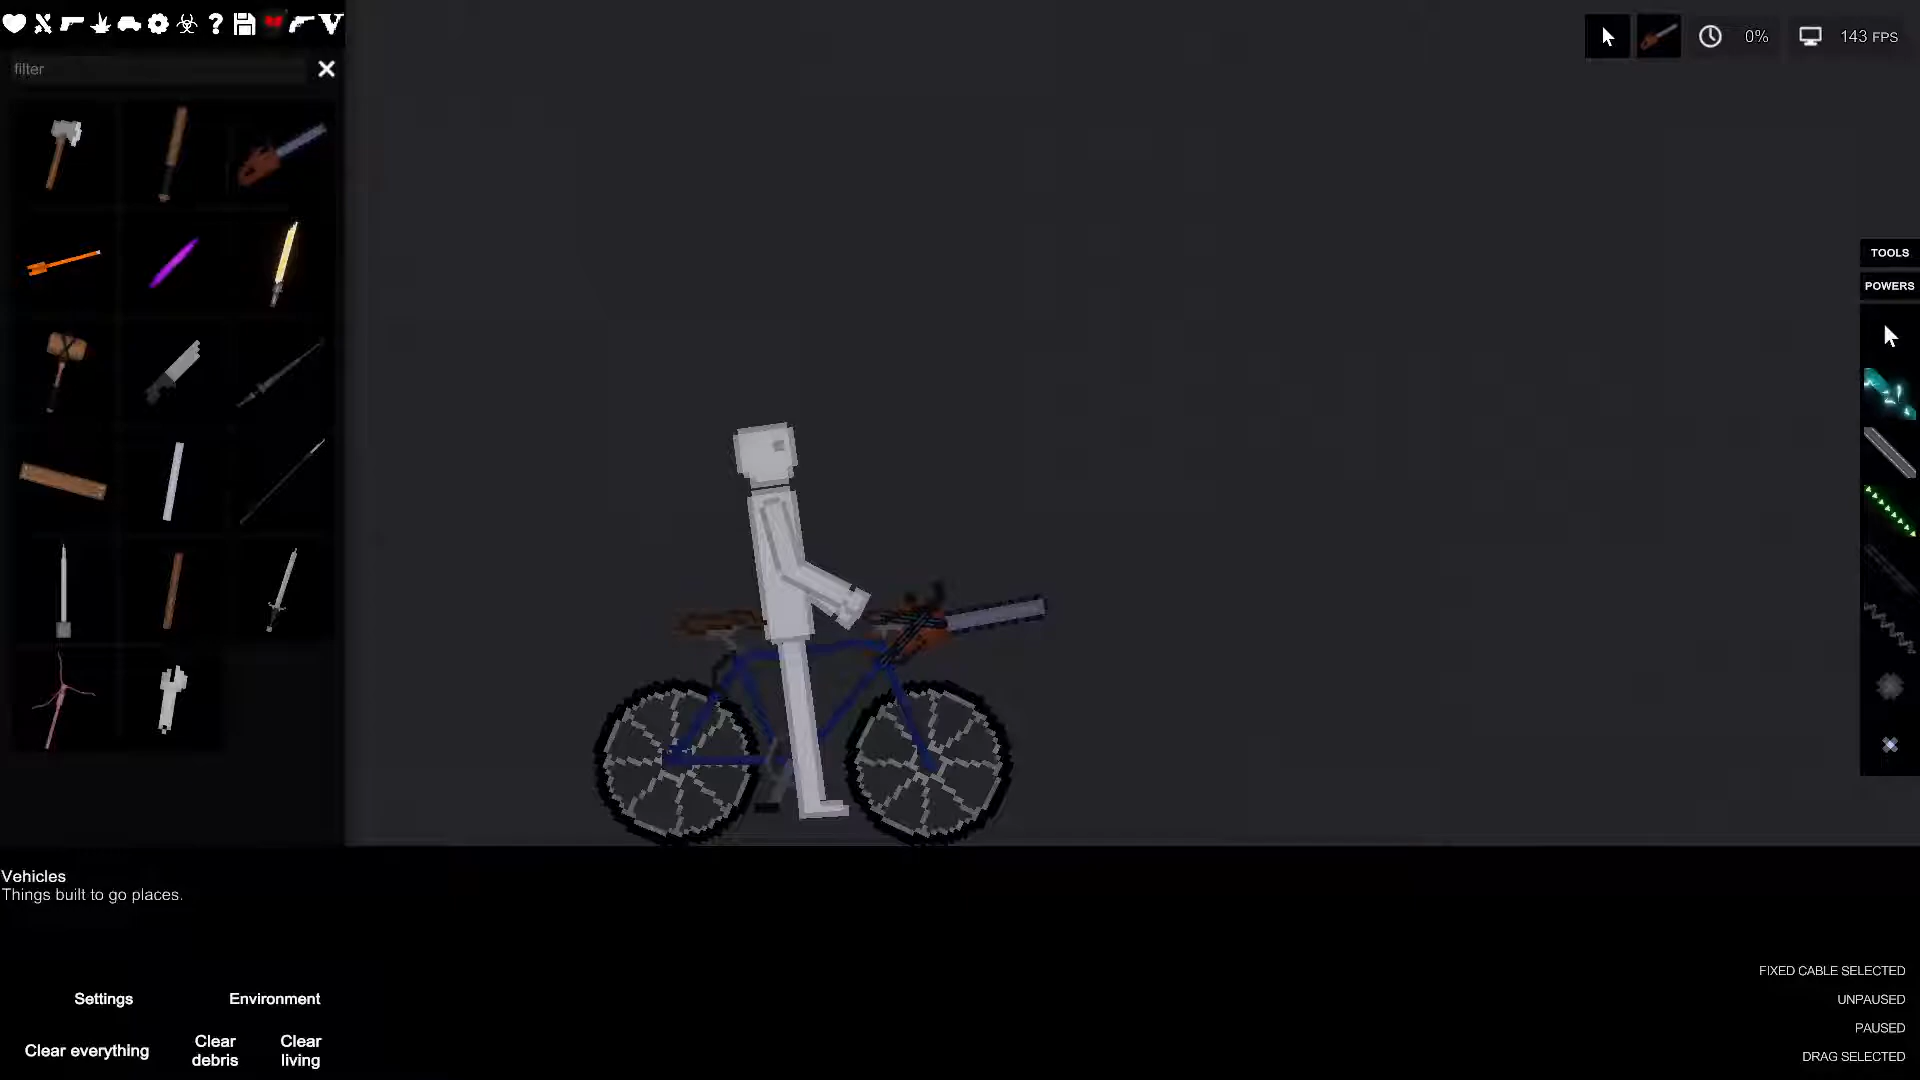 filter
0%
143 FPS
TOOLS
POWERS
Vehicles
Things built to go places.
Settings
Environment
Clear everything
Clear debris
Clear living
FIXED CABLE SELECTED
UNPAUSED
PAUSED
DRAG SELECTED